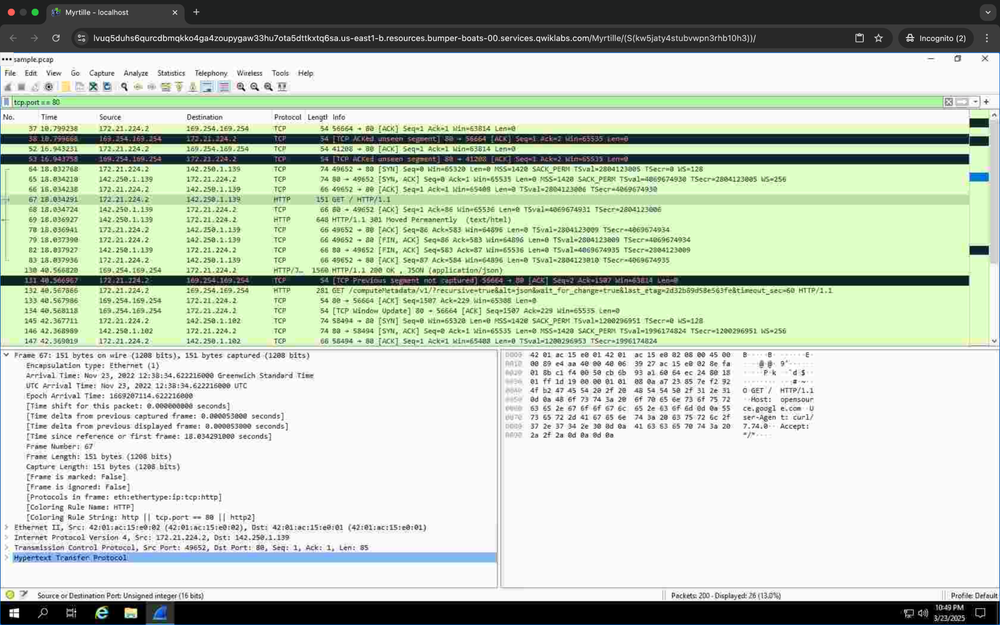 Myrtille - localhost
lvuq5duhs6qurcdbmqkko4ga4zoupygaw33hu7ota5dttkxtq6sa.us-east1-b.resources.bumper-boats-00.services.qwiklabs.com/Myrtille/(S(kw5jaty4stubvwpn3rhb10h3))/
Incognito (2)
sample.pcap
File Edit View Go Capture Analyze Statistics Telephony Wireless Tools Help
tcp.port == 80
No. Time Source Destination Protocol Lengtl Info
37 10.799238 172.21.224.2 169.254.169.254 TCP 54 56664 → 80 [ACK] Seq=1 Ack=1 Win=63814 Len=0
38 10.799668 169.254.169.254 172.21.224.2 TCP 54 [TCP ACKed unseen segment] 80 → 56664 [ACK] Seq=1 Ack=2 Win=65535 Len=0
52 16.943231 172.21.224.2 169.254.169.254 TCP 54 41208 → 80 [ACK] Seq=1 Ack=1 Win=63814 Len=0
53 16.943758 169.254.169.254 172.21.224.2 TCP 54 [TCP ACKed unseen segment] 80 → 41208 [ACK] Seq=1 Ack=2 Win=65535 Len=0
64 18.032768 172.21.224.2 142.250.1.139 TCP 74 49652 → 80 [SYN] Seq=0 Win=65320 Len=0 MSS=1420 SACK_PERM TSval=2804123005 TSecr=0 WS=128
65 18.034210 142.250.1.139 172.21.224.2 TCP 74 80 → 49652 [SYN, ACK] Seq=0 Ack=1 Win=65535 Len=0 MSS=1420 SACK_PERM TSval=4069674930 TSecr=2804123005 WS=256
66 18.034238 172.21.224.2 142.250.1.139 TCP 66 49652 → 80 [ACK] Seq=1 Ack=1 Win=65408 Len=0 TSval=2804123006 TSecr=4069674930
67 18.034291 172.21.224.2 142.250.1.139 HTTP 151 GET / HTTP/1.1
68 18.034724 142.250.1.139 172.21.224.2 TCP 66 80 → 49652 [ACK] Seq=1 Ack=86 Win=65536 Len=0 TSval=4069674931 TSecr=2804123006
69 18.036927 142.250.1.139 172.21.224.2 HTTP 648 HTTP/1.1 301 Moved Permanently (text/html)
70 18.036941 172.21.224.2 142.250.1.139 TCP 66 49652 → 80 [ACK] Seq=86 Ack=583 Win=64896 Len=0 TSval=2804123009 TSecr=4069674934
79 18.037390 172.21.224.2 142.250.1.139 TCP 66 49652 → 80 [FIN, ACK] Seq=86 Ack=583 Win=64896 Len=0 TSval=2804123009 TSecr=4069674934
82 18.037927 142.250.1.139 172.21.224.2 TCP 66 80 → 49652 [FIN, ACK] Seq=583 Ack=87 Win=65536 Len=0 TSval=4069674935 TSecr=2804123009
83 18.037936 172.21.224.2 142.250.1.139 TCP 66 49652 → 80 [ACK] Seq=87 Ack=584 Win=64896 Len=0 TSval=2804123010 TSecr=4069674935
130 40.566820 169.254.169.254 172.21.224.2 HTTP/J… 1560 HTTP/1.1 200 OK , JSON (application/json)
131 40.566967 172.21.224.2 169.254.169.254 TCP 54 [TCP Previous segment not captured] 56664 → 80 [ACK] Seq=2 Ack=1507 Win=63814 Len=0
132 40.567866 172.21.224.2 169.254.169.254 HTTP 281 GET /computeMetadata/v1/?recursive=true&alt=json&wait_for_change=true&last_etag=2d32b69d58e563fe&timeout_sec=60 HTTP/1.1
133 40.567986 169.254.169.254 172.21.224.2 TCP 54 80 → 56664 [ACK] Seq=1507 Ack=229 Win=65308 Len=0
134 40.568118 169.254.169.254 172.21.224.2 TCP 54 [TCP Window Update] 80 → 56664 [ACK] Seq=1507 Ack=229 Win=65535 Len=0
145 42.367711 172.21.224.2 142.250.1.102 TCP 74 58494 → 80 [SYN] Seq=0 Win=65320 Len=0 MSS=1420 SACK_PERM TSval=1200296951 TSecr=0 WS=128
146 42.368989 142.250.1.102 172.21.224.2 TCP 74 80 → 58494 [SYN, ACK] Seq=0 Ack=1 Win=65535 Len=0 MSS=1420 SACK_PERM TSval=1996174824 TSecr=1200296951 WS=256
147 42.369019 172.21.224.2 142.250.1.102 TCP 66 58494 → 80 [ACK] Seq=1 Ack=1 Win=65408 Len=0 TSval=1200296953 TSecr=1996174824
Frame 67: 151 bytes on wire (1208 bits), 151 bytes captured (1208 bits)
Encapsulation type: Ethernet (1)
Arrival Time: Nov 23, 2022 12:38:34.622216000 Greenwich Standard Time
UTC Arrival Time: Nov 23, 2022 12:38:34.622216000 UTC
Epoch Arrival Time: 1669207114.622216000
[Time shift for this packet: 0.000000000 seconds]
[Time delta from previous captured frame: 0.000053000 seconds]
[Time delta from previous displayed frame: 0.000053000 seconds]
[Time since reference or first frame: 18.034291000 seconds]
Frame Number: 67
Frame Length: 151 bytes (1208 bits)
Capture Length: 151 bytes (1208 bits)
[Frame is marked: False]
[Frame is ignored: False]
[Protocols in frame: eth:ethertype:ip:tcp:http]
[Coloring Rule Name: HTTP]
[Coloring Rule String: http || tcp.port == 80 || http2]
Ethernet II, Src: 42:01:ac:15:e0:02 (42:01:ac:15:e0:02), Dst: 42:01:ac:15:e0:01 (42:01:ac:15:e0:01)
Internet Protocol Version 4, Src: 172.21.224.2, Dst: 142.250.1.139
Transmission Control Protocol, Src Port: 49652, Dst Port: 80, Seq: 1, Ack: 1, Len: 85
Hypertext Transfer Protocol
0000 42 01 ac 15 e0 01 42 01 ac 15 e0 02 08 00 45 00 B·····B· ······E·
0010 00 89 e4 aa 40 00 40 06 39 27 ac 15 e0 02 8e fa ····@·@· 9'······
0020 01 8b c1 f4 00 50 cb 6b 93 a1 60 64 ec 24 80 18 ·····P·k ··`d·$··
0030 01 ff 1d 19 00 00 01 01 08 0a a7 23 85 7e f2 92 ········ ···#·~··
0040 4f b2 47 45 54 20 2f 20 48 54 54 50 2f 31 2e 31 O·GET / HTTP/1.1
0050 0d 0a 48 6f 73 74 3a 20 6f 70 65 6e 73 6f 75 72 ··Host: opensour
0060 63 65 2e 67 6f 6f 67 6c 65 2e 63 6f 6d 0d 0a 55 ce.googl e.com··U
0070 73 65 72 2d 41 67 65 6e 74 3a 20 63 75 72 6c 2f ser-Agen t: curl/
0080 37 2e 37 34 2e 30 0d 0a 41 63 63 65 70 74 3a 20 7.74.0·· Accept:
0090 2a 2f 2a 0d 0a 0d 0a */*····
Source or Destination Port: Unsigned integer (16 bits)
Packets: 200 · Displayed: 26 (13.0%)
Profile: Default
10:49 PM
3/23/2025